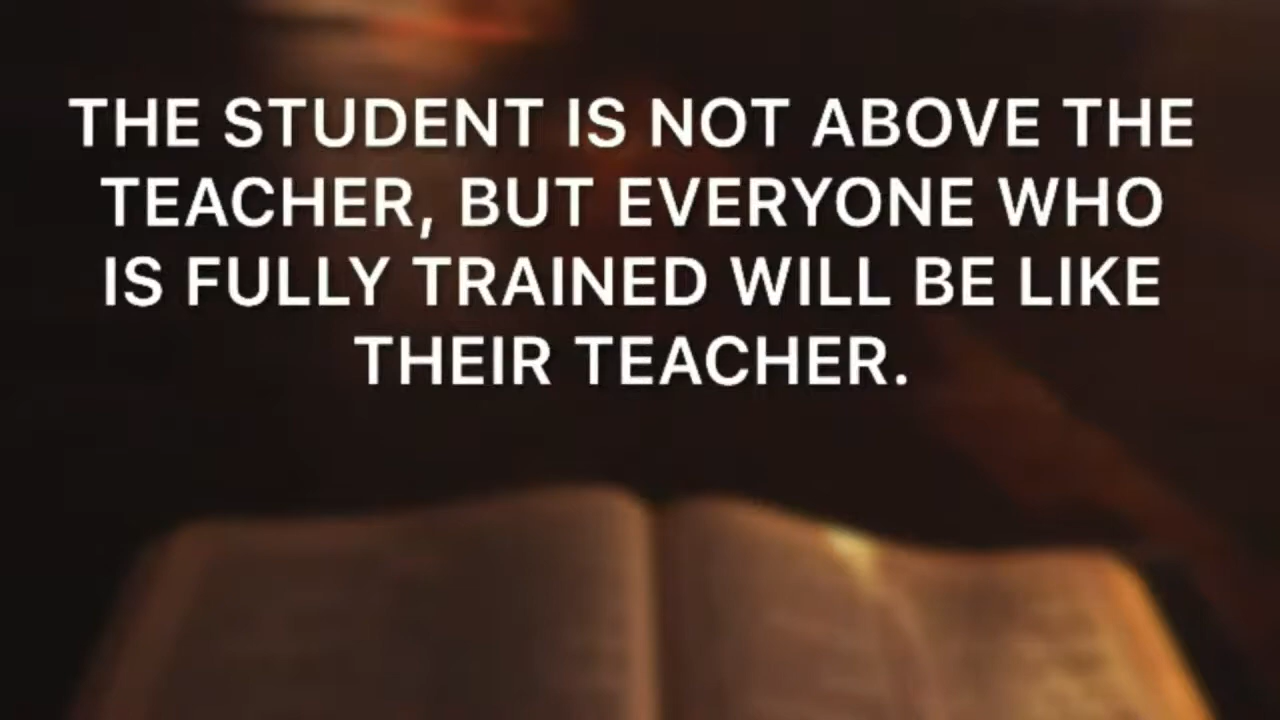 THE STUDENT IS NOT ABOVE THE
TEACHER, BUT EVERYONE WHO
IS FULLY TRAINED WILL BE LIKE
THEIR TEACHER.